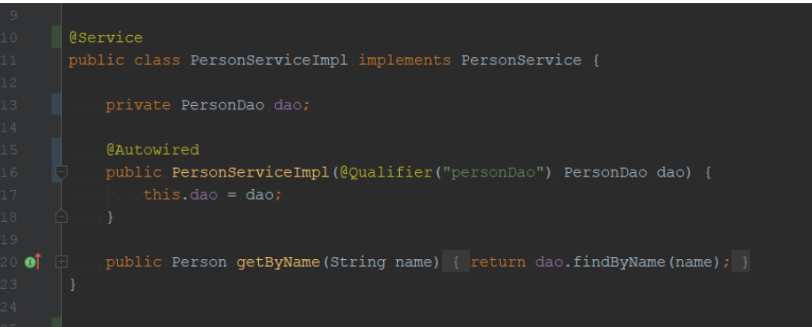 9
10 @Service
11 public class PersonServiceImpl implements PersonService {
12
13 private PersonDao dao;
14
15 @Autowired
16 public PersonServiceImpl(@Qualifier("personDao") PersonDao dao) {
17 this.dao = dao;
18 }
19
20 public Person getByName(String name) { return dao.findByName(name); }
23 }
24
25